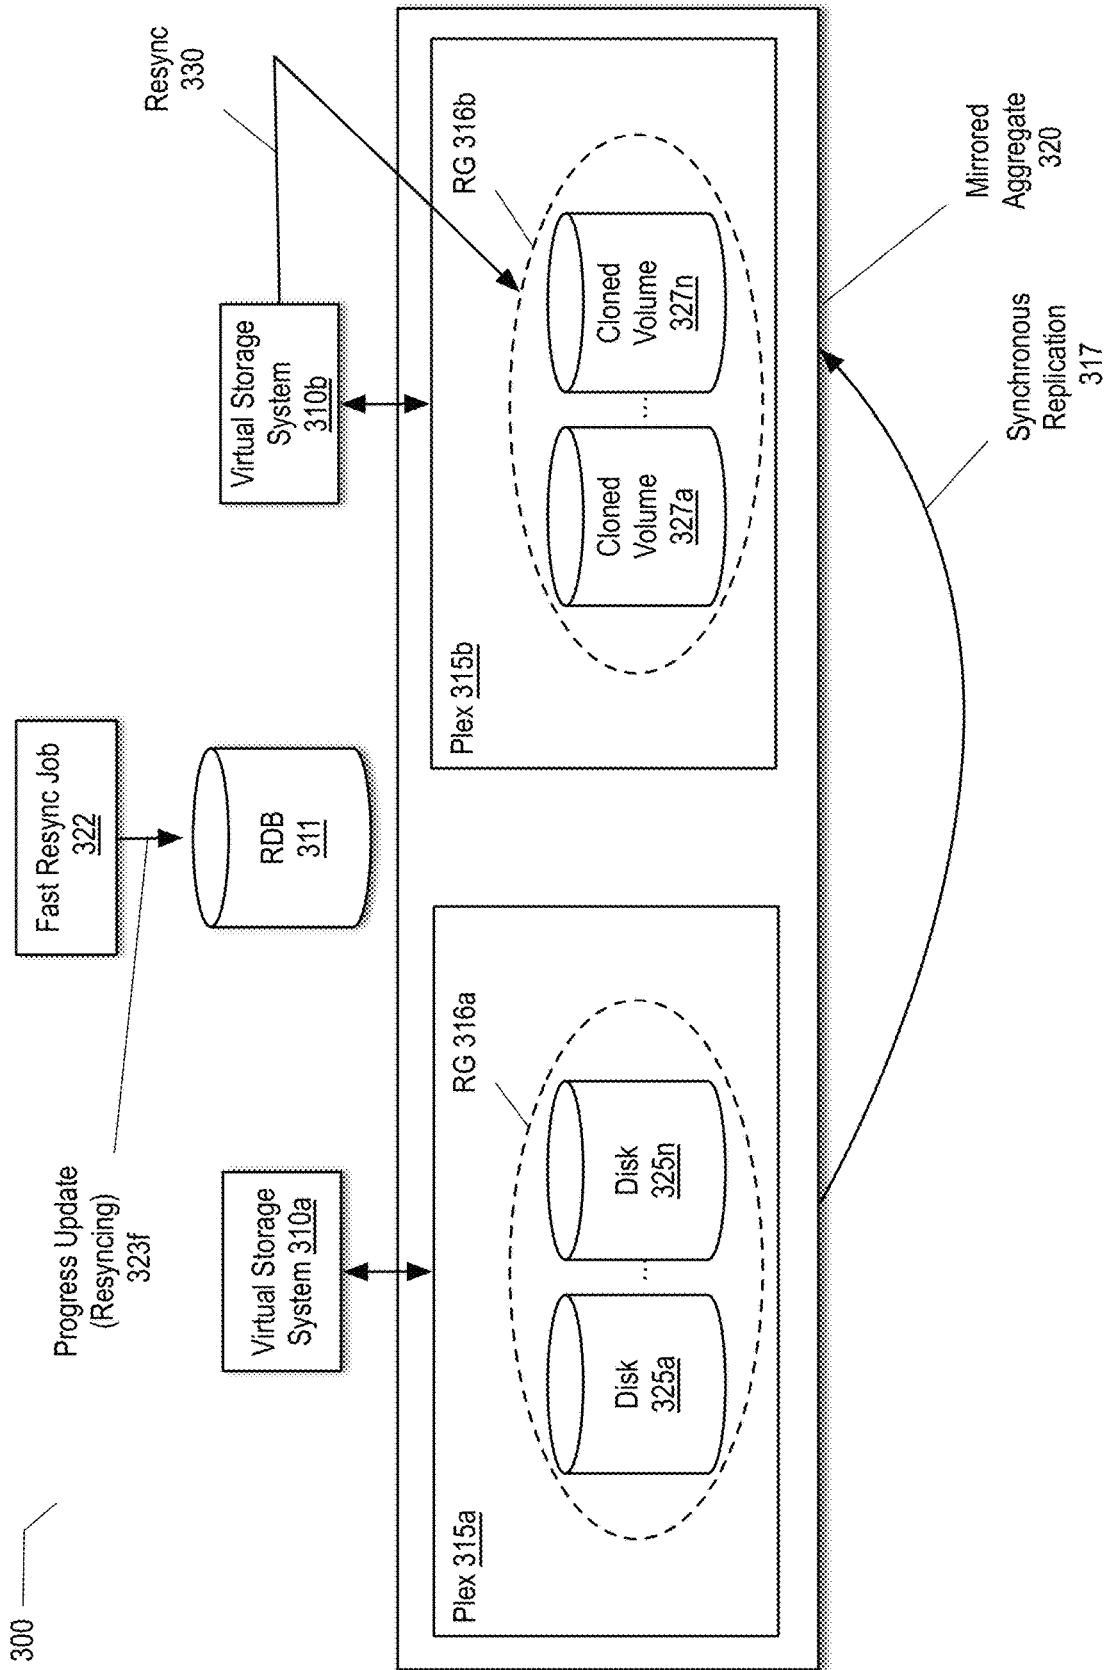 300
Progress Update
(Resyncing)
323f
Fast Resync Job
322
RDB
311
Resync
330
Virtual Storage
System 310a
Virtual Storage
System
310b
Plex 315a
RG 316a
Disk
325a
...
Disk
325n
Plex 315b
RG 316b
Cloned
Volume
327a
...
Cloned
Volume
327n
Mirrored
Aggregate
320
Synchronous
Replication
317